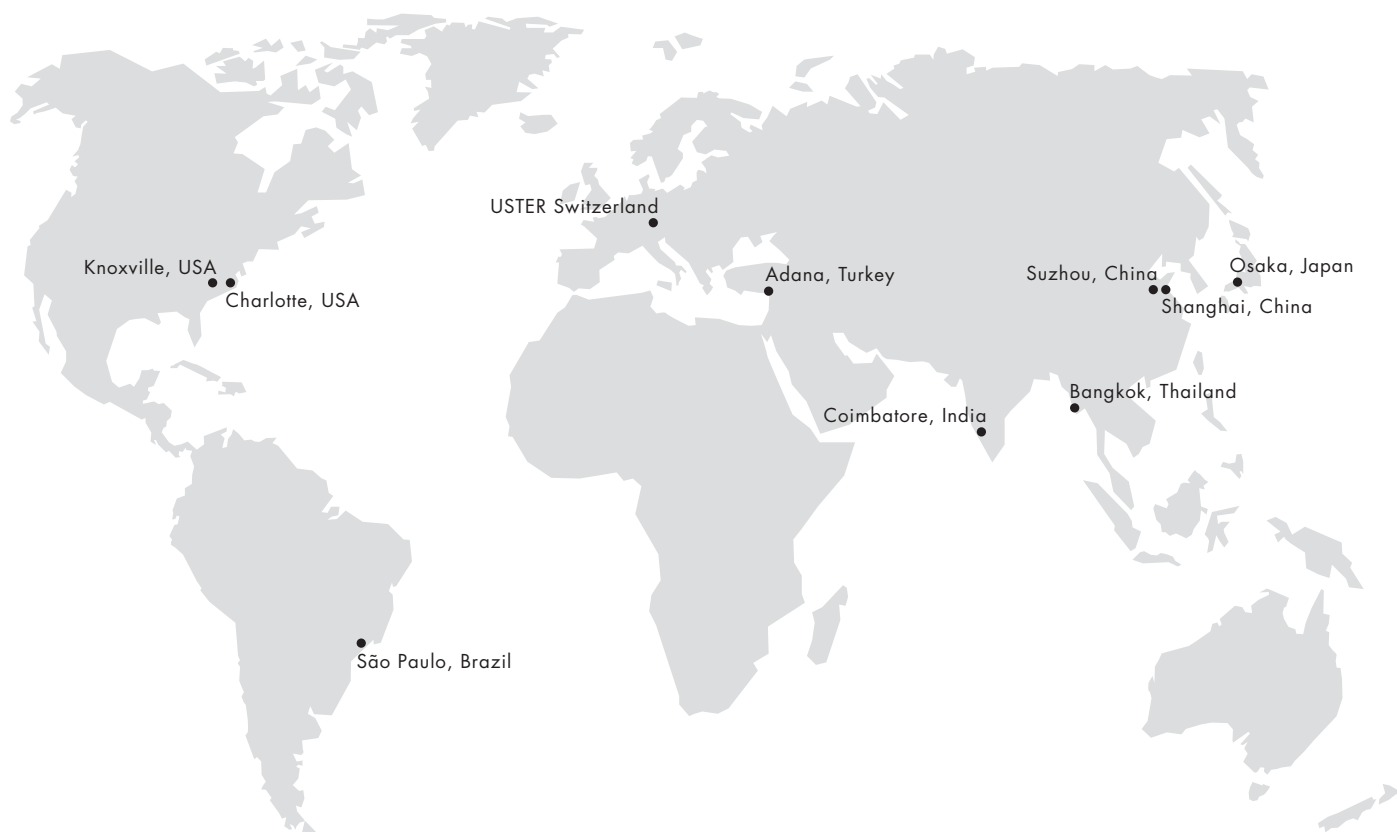 USTER Switzerland
Knoxville, USA
Charlotte, USA
Adana, Turkey
Suzhou, China
Osaka, Japan
Shanghai, China
Bangkok, Thailand
Coimbatore, India
São Paulo, Brazil